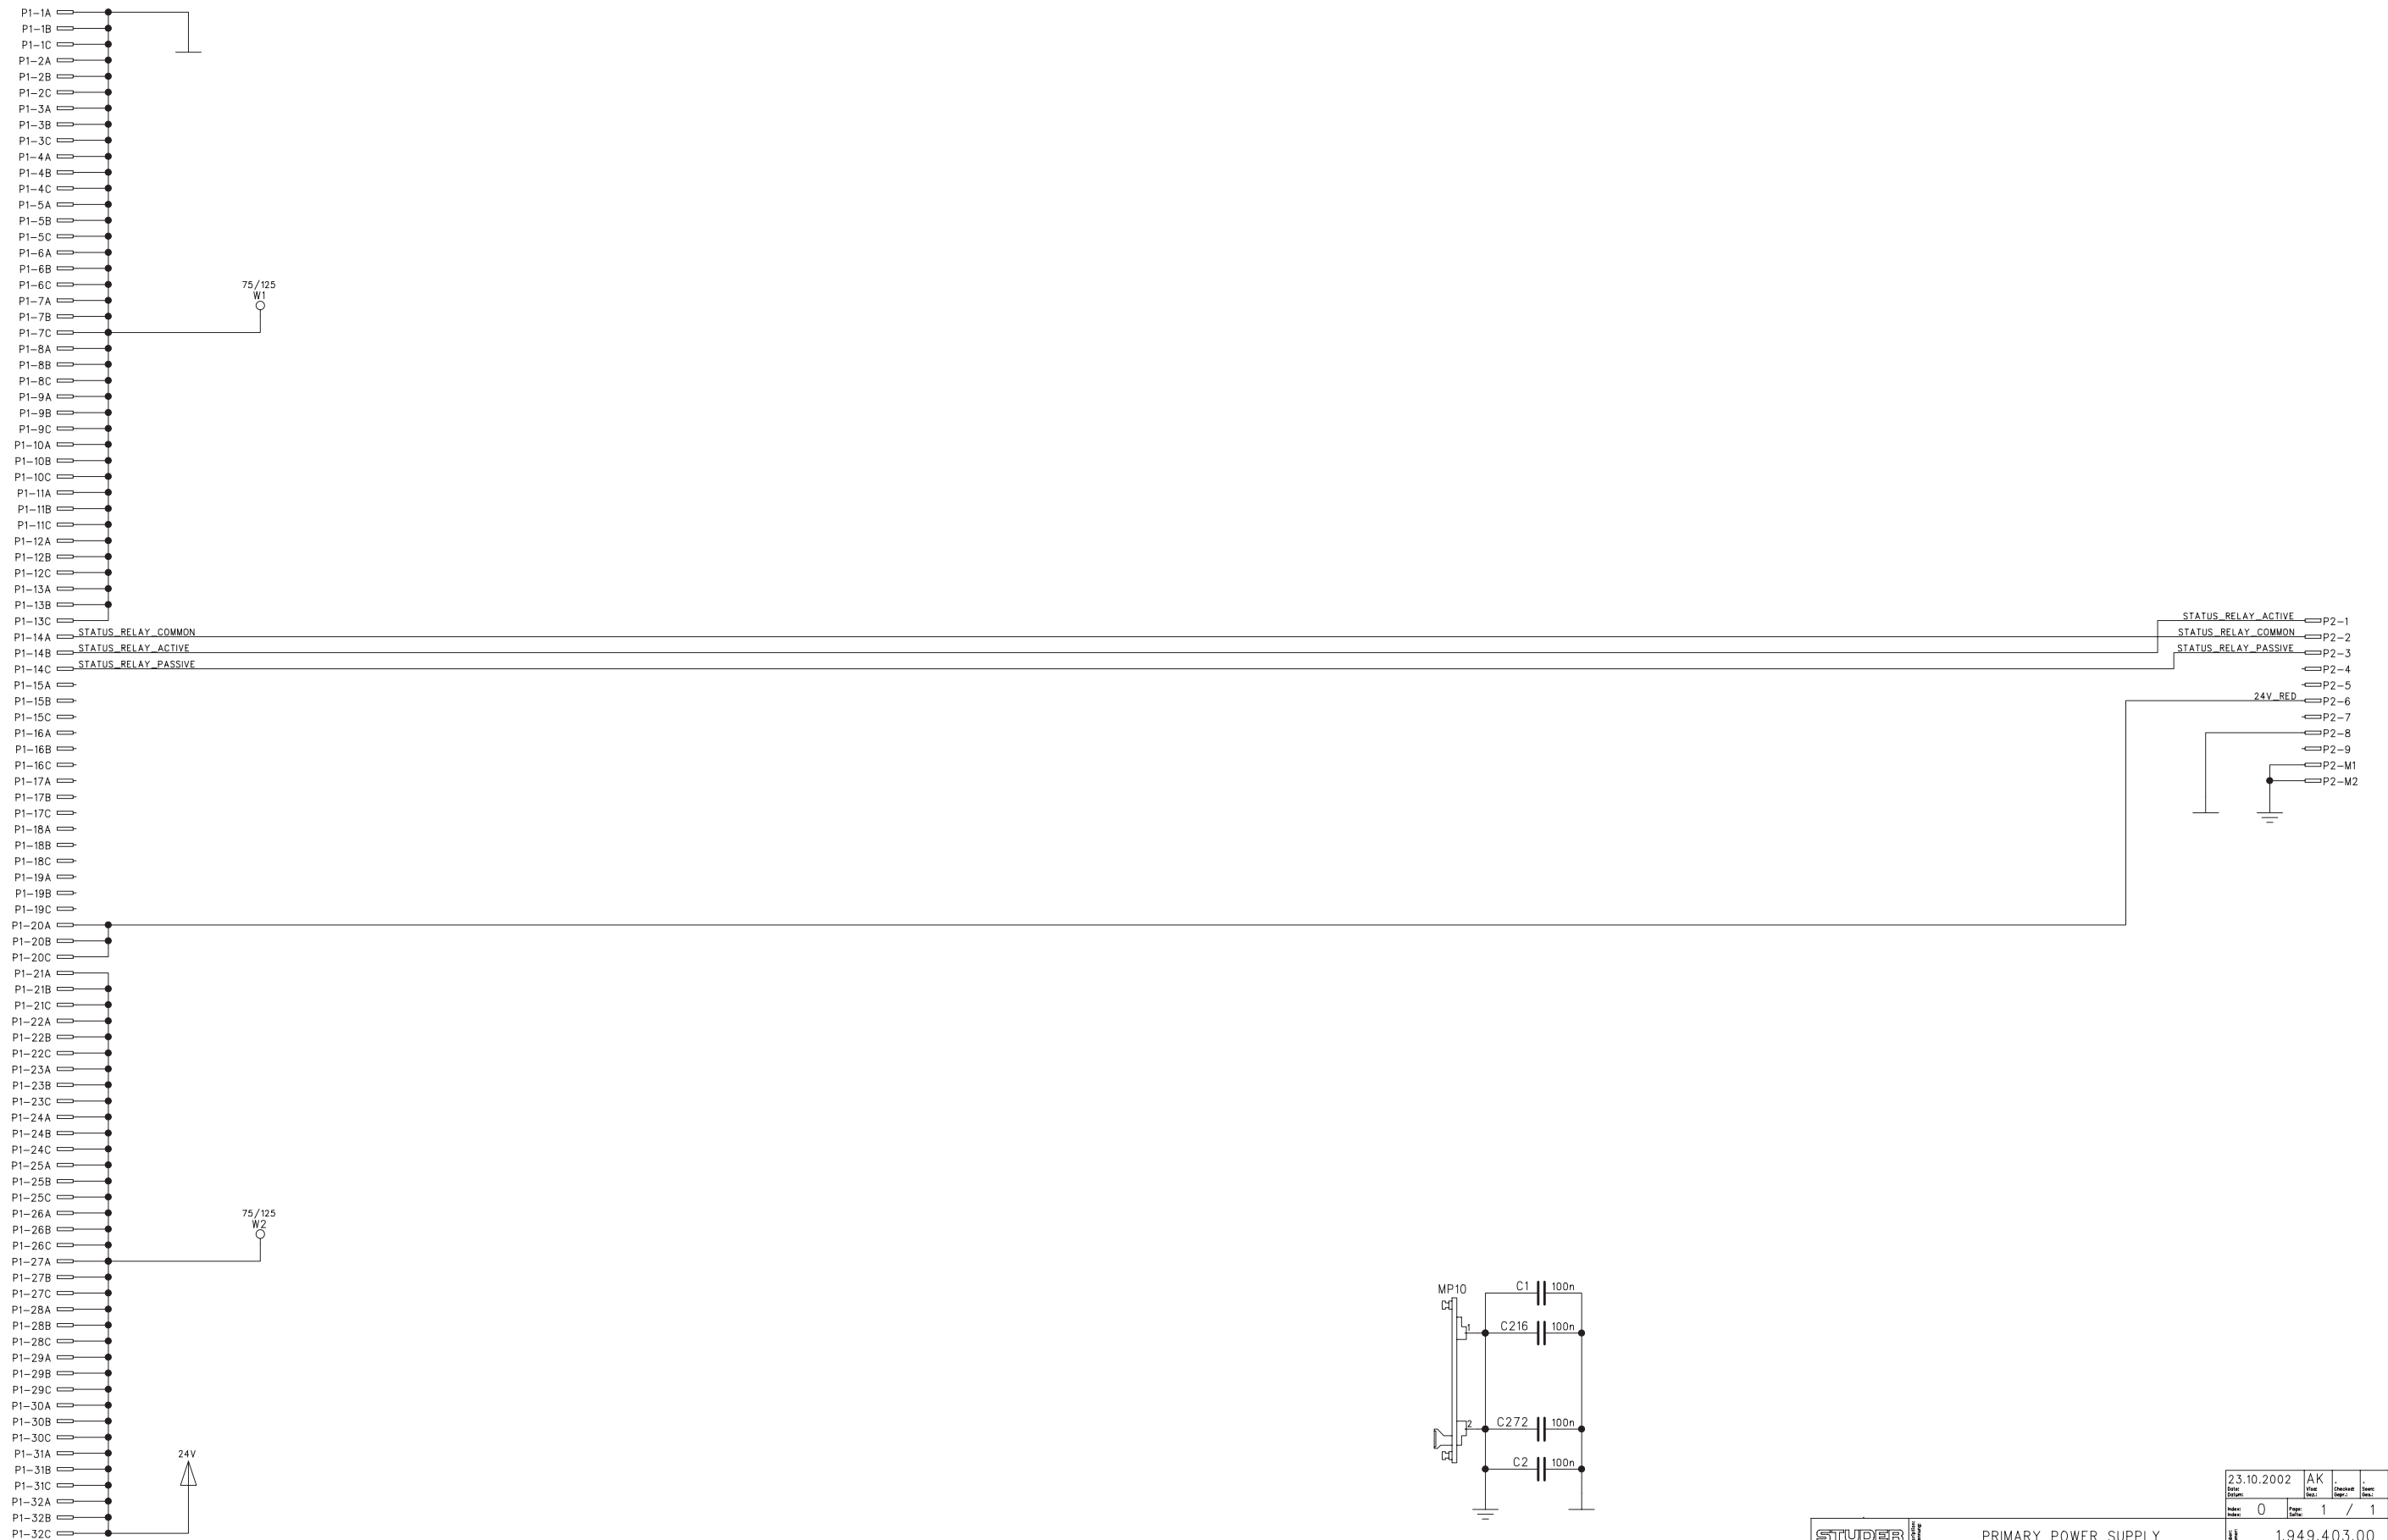 P1-1A
P1-1B
P1-1C
P1-2A
P1-2B
P1-2C
P1-3A
P1-3B
P1-3C
P1-4A
P1-4B
P1-4C
P1-5A
P1-5B
P1-5C
P1-6A
P1-6B
P1-6C
75/125
W1
P1-7A
P1-7B
P1-7C
P1-8A
P1-8B
P1-8C
P1-9A
P1-9B
P1-9C
P1-10A
P1-10B
P1-10C
P1-11A
P1-11B
P1-11C
P1-12A
P1-12B
P1-12C
P1-13A
P1-13B
P1-13C
STATUS_RELAY_ACTIVE P2-1
P1-14A STATUS_RELAY_COMMON
STATUS_RELAY_COMMON P2-2
P1-14B STATUS_RELAY_ACTIVE
STATUS_RELAY_PASSIVE P2-3
P1-14C STATUS_RELAY_PASSIVE
P2-4
P1-15A
P2-5
P1-15B
24V_RED P2-6
P1-15C
P2-7
P1-16A
P2-8
P1-16B
P2-9
P1-16C
P2-M1
P1-17A
P2-M2
P1-17B
P1-17C
P1-18A
P1-18B
P1-18C
P1-19A
P1-19B
P1-19C
P1-20A
P1-20B
P1-20C
P1-21A
P1-21B
P1-21C
P1-22A
P1-22B
P1-22C
P1-23A
P1-23B
P1-23C
P1-24A
P1-24B
P1-24C
P1-25A
P1-25B
P1-25C
P1-26A
75/125
W2
P1-26B
P1-26C
P1-27A
P1-27B
P1-27C
P1-28A
P1-28B
P1-28C
P1-29A
P1-29B
P1-29C
P1-30A
P1-30B
P1-30C
P1-31A
24V
P1-31B
P1-31C
P1-32A
P1-32B
P1-32C
MP10
C1 100n
1
C216 100n
2
C272 100n
C2 100n
23.10.2002 AK . .
Index: 0 Page: 1 / 1
STUDER PRIMARY POWER SUPPLY 1.949.403.00